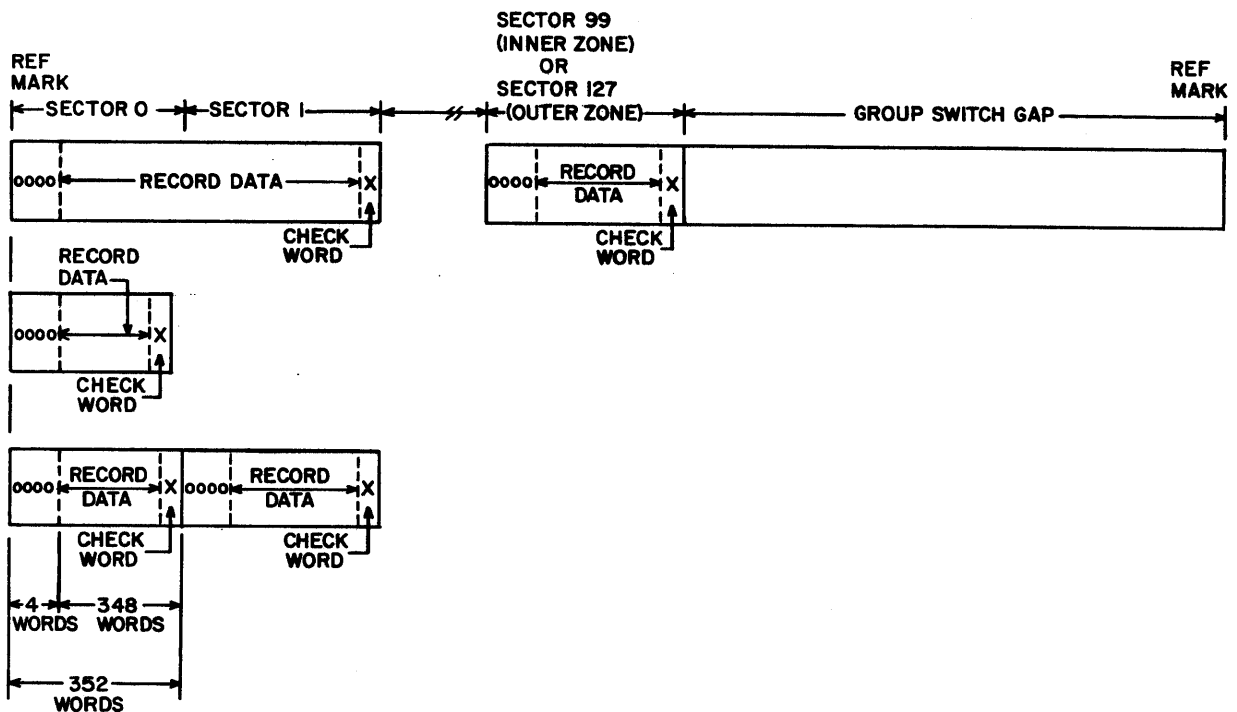 SECTOR 99
(INNER ZONE)
OR
SECTOR 127
(OUTER ZONE)
REF
MARK
REF
MARK
SECTOR 0
SECTOR 1
GROUP SWITCH GAP
0000
RECORD DATA
X
0000
RECORD
DATA
X
CHECK
WORD
CHECK
WORD
RECORD
DATA
0000
X
CHECK
WORD
0000
RECORD
DATA
X
0000
RECORD
DATA
X
CHECK
WORD
CHECK
WORD
4
WORDS
348
WORDS
352
WORDS